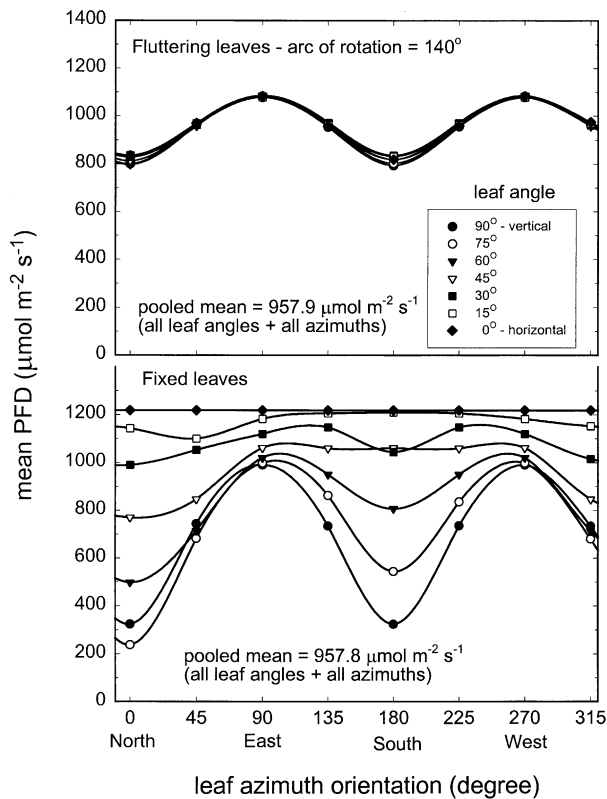 Fluttering leaves - arc of rotation = 140°
1400
1200
1000
800
600
400
200
0
leaf angle
90° - vertical
75°
60°
45°
30°
15°
0° - horizontal
pooled mean = 957.9 μmol m⁻² s⁻¹
(all leaf angles + all azimuths)
mean PFD (μmol m⁻² s⁻¹)
Fixed leaves
1200
1000
800
600
400
200
0
pooled mean = 957.8 μmol m⁻² s⁻¹
(all leaf angles + all azimuths)
0 45 90 135 180 225 270 315
North East South West
leaf azimuth orientation (degree)